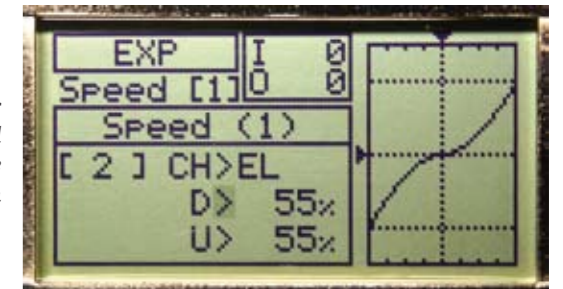 EXP
I 0
Speed [1]
O 0
Speed (1)
[ 2 ] CH>EL
D> 55%
U> 55%